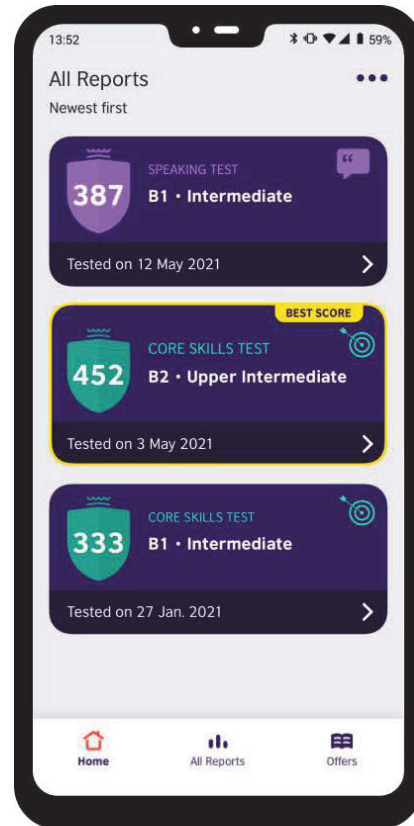 13:52
59%
All Reports
Newest first
SPEAKING TEST
387
B1 · Intermediate
Tested on 12 May 2021
BEST SCORE
CORE SKILLS TEST
452
B2 · Upper Intermediate
Tested on 3 May 2021
CORE SKILLS TEST
333
B1 · Intermediate
Tested on 27 Jan. 2021
Home
All Reports
Offers